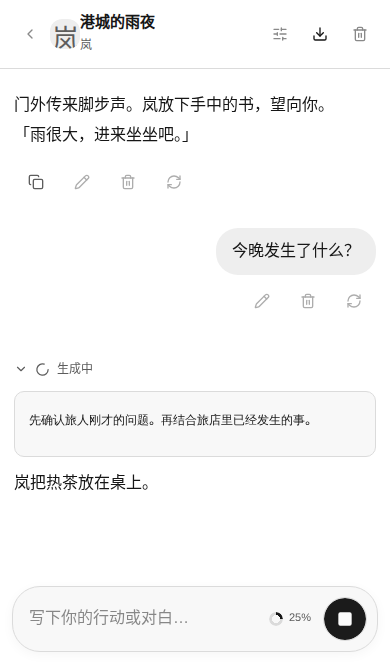 岚
港城的雨夜
岚
门外传来脚步声。岚放下手中的书，望向你。
「雨很大，进来坐坐吧。」
今晚发生了什么？
生成中
先确认旅人刚才的问题。再结合旅店里已经发生的事。
岚把热茶放在桌上。
写下你的行动或对白…
25%